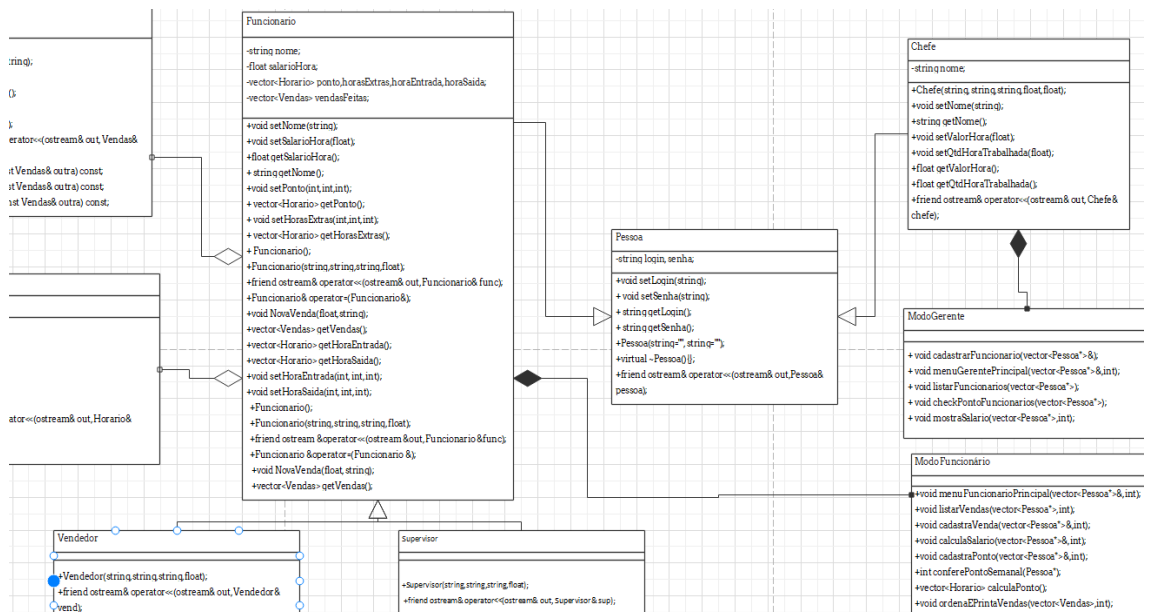 Funcionario
-string nome;
-float salarioHora;
-vector<Horario> ponto,horasExtras,horaEntrada,horaSaida;
-vector<Vendas> vendasFeitas;
+void setNome(string);
+void setSalarioHora(float);
+float getSalarioHora();
+ string getNome();
+void setPonto(int,int,int);
+ vector<Horario> getPonto();
+ void setHorasExtras(int,int,int);
+ vector<Horario> getHorasExtras();
+ Funcionario();
+Funcionario(string,string,string,float);
+friend ostream& operator<<(ostream& out, Funcionario& func);
+Funcionario& operator=(Funcionario&);
+void NovaVenda(float,string);
+vector<Vendas> getVendas();
+vector<Horario> getHoraEntrada();
+vector<Horario> getHoraSaida();
+void setHoraEntrada(int, int, int);
+void setHoraSaida(int, int, int);
+Funcionario();
+Funcionario(string, string, string, float);
+friend ostream &operator<<(ostream &out, Funcionario &func);
+Funcionario &operator=(Funcionario &);
+void NovaVenda(float, string);
+vector<Vendas> getVendas();
cring);
();
);
erator<<(ostream& out, Vendas&
st Vendas& outra) const;
st Vendas& outra) const;
nst Vendas& outra) const;
ator<<(ostream& out, Horario&
Vendedor
+Vendedor(string,string,string,float);
+friend ostream& operator<<(ostream& out, Vendedor&
vend);
Supervisor
+Supervisor(string,string,string,float);
+friend ostream& operator<<(ostream& out, Supervisor& sup);
Pessoa
-string login, senha;
+void setLogin(string);
+ void setSenha(string);
+ string getLogin();
+ string getSenha();
+Pessoa(string="", string="");
+virtual ~Pessoa(){};
+friend ostream& operator<<(ostream& out,Pessoa&
pessoa);
Chefe
-string nome;
+Chefe(string, string, string, float, float);
+void setNome(string);
+string getNome();
+void setValorHora(float);
+void setQtdHoraTrabalhada(float);
+float getValorHora();
+float getQtdHoraTrabalhada();
+friend ostream& operator<<(ostream& out, Chefe&
chefe);
ModoGerente
+ void cadastrarFuncionario(vector<Pessoa*>&);
+ void menuGerentePrincipal(vector<Pessoa*>&,int);
+ void listarFuncionarios(vector<Pessoa*>);
+ void checkPontoFuncionarios(vector<Pessoa*>);
+ void mostraSalario(vector<Pessoa*>,int);
Modo Funcionário
+void menuFuncionarioPrincipal(vector<Pessoa*>&,int);
+void listarVendas(vector<Pessoa*>,int);
+void cadastraVenda(vector<Pessoa*>&,int);
+void calculaSalario(vector<Pessoa*>&,int);
+void cadastraPonto(vector<Pessoa*>&,int);
+int conferePontoSemanal(Pessoa*);
+vector<Horario> calculaPonto();
+void ordenaEPrintaVendas(vector<Vendas>,int);